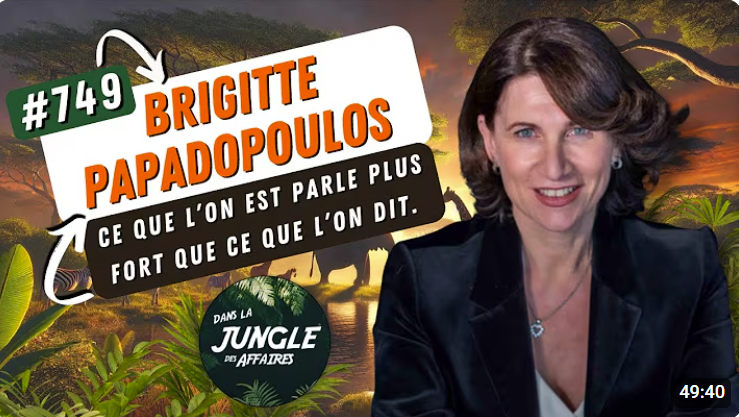 #749
BRIGITTE
PAPADOPOULOS
CE QUE L'ON EST PARLE PLUS
FORT QUE CE QUE L'ON DIT.
DANS LA
JUNGLE
DES AFFAIRES
49:40